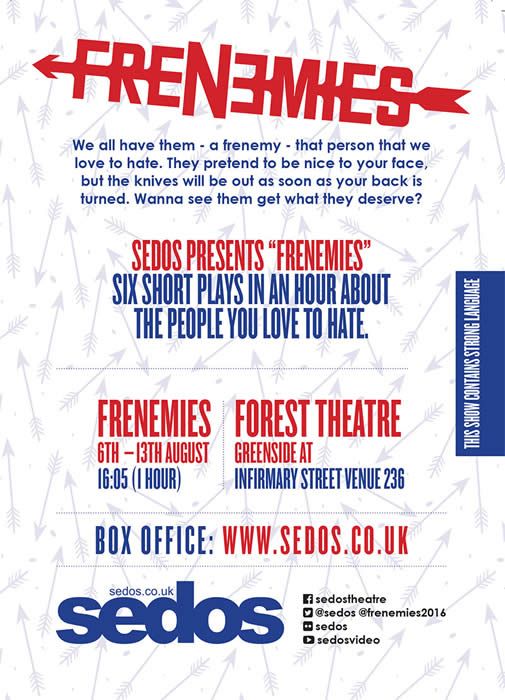 FRENEMIES
We all have them - a frenemy - that person that we
love to hate. They pretend to be nice to your face,
but the knives will be out as soon as your back is
turned. Wanna see them get what they deserve?
SEDOS PRESENTS “FRENEMIES”
SIX SHORT PLAYS IN AN HOUR ABOUT
THE PEOPLE YOU LOVE TO HATE.
THIS SHOW CONTAINS STRONG LANGUAGE
FRENEMIES
6TH – 13TH AUGUST
16:05 (1 HOUR)
FOREST THEATRE
GREENSIDE AT
INFIRMARY STREET VENUE 236
BOX OFFICE: WWW.SEDOS.CO.UK
sedos.co.uk
sedos
sedostheatre
@sedos @frenemies2016
sedos
sedosvideo